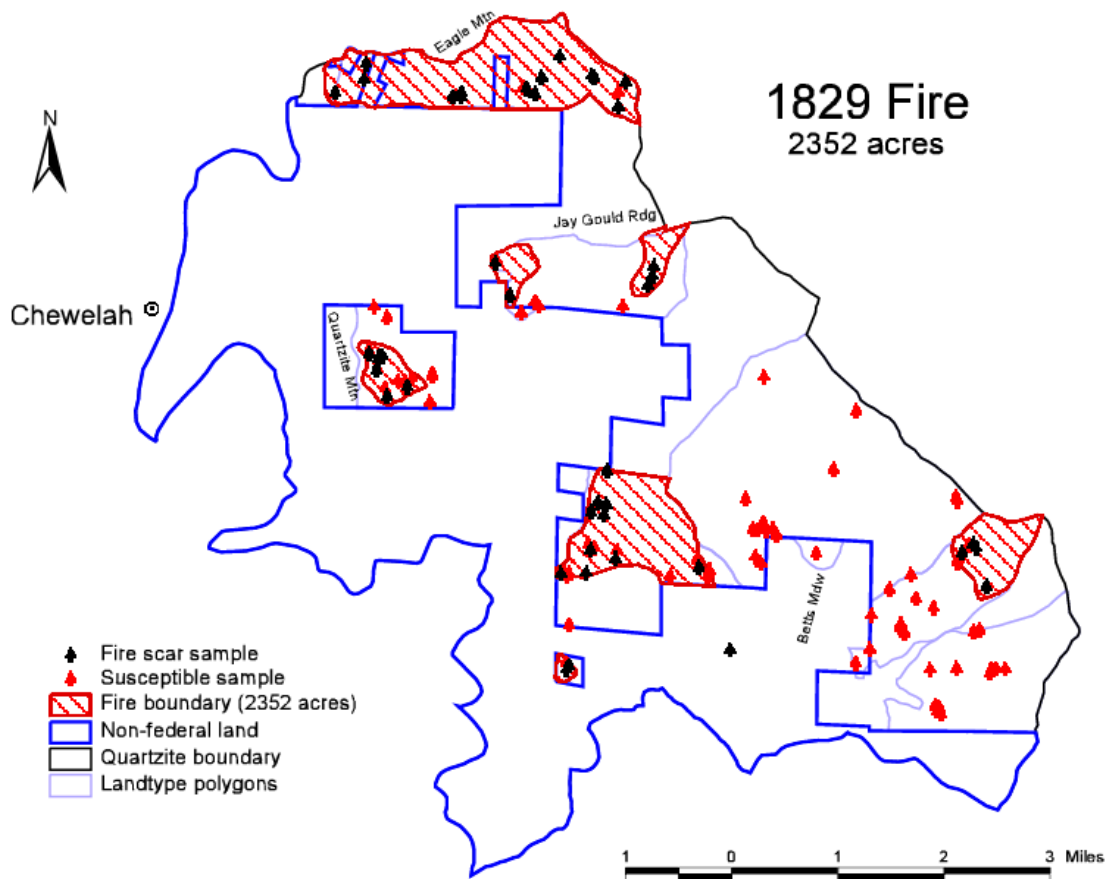 Eagle Mtn
1829 Fire
2352 acres
N
Jay Gould Rdg
Chewelah
Quartzite Mtn
Betts Mdw
Fire scar sample
Susceptible sample
Fire boundary (2352 acres)
Non-federal land
Quartzite boundary
Landtype polygons
1 0 1 2 3 Miles